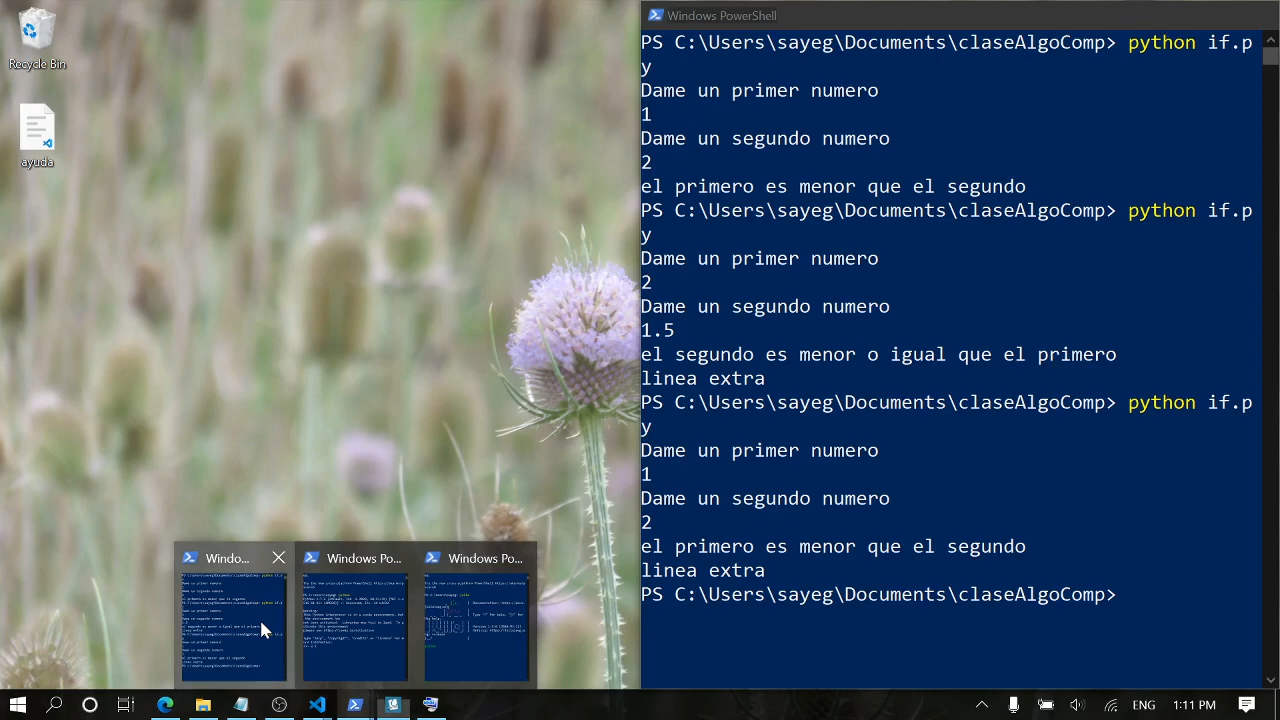 Recycle Bin
ayuda
Windows PowerShell
PS C:\Users\sayeg\Documents\claseAlgoComp> python if.p
y
Dame un primer numero
1
Dame un segundo numero
2
el primero es menor que el segundo
PS C:\Users\sayeg\Documents\claseAlgoComp> python if.p
y
Dame un primer numero
2
Dame un segundo numero
1.5
el segundo es menor o igual que el primero
linea extra
PS C:\Users\sayeg\Documents\claseAlgoComp> python if.p
y
Dame un primer numero
1
Dame un segundo numero
2
el primero es menor que el segundo
linea extra
PS C:\Users\sayeg\Documents\claseAlgoComp>
Windo...
Windows Po...
Windows Po...
ENG
1:11 PM